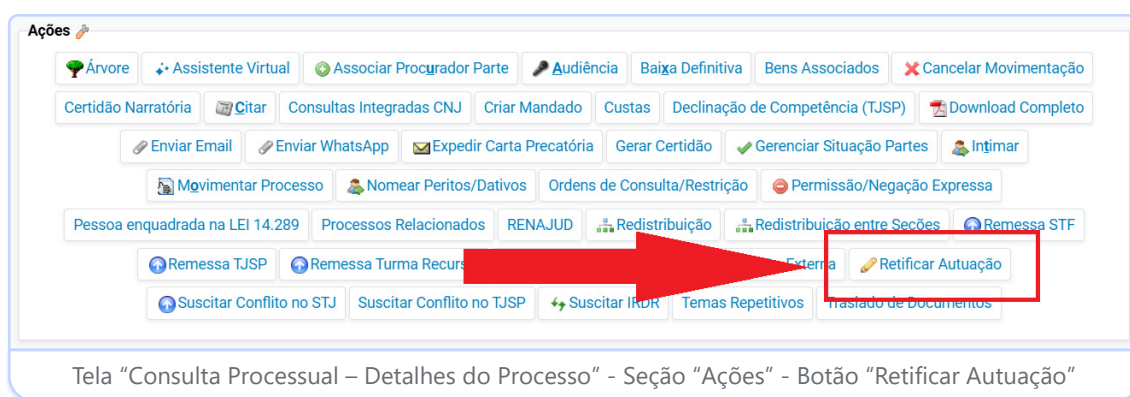 Ações
Árvore Assistente Virtual Associar Procurador Parte Audiência Baixa Definitiva Bens Associados Cancelar Movimentação
Certidão Narratória Citar Consultas Integradas CNJ Criar Mandado Custas Declinação de Competência (TJSP) Download Completo
Enviar Email Enviar WhatsApp Expedir Carta Precatória Gerar Certidão Gerenciar Situação Partes Intimar
Movimentar Processo Nomear Peritos/Dativos Ordens de Consulta/Restrição Permissão/Negação Expressa
Pessoa enquadrada na LEI 14.289 Processos Relacionados RENAJUD Redistribuição Redistribuição entre Seções Remessa STF
Remessa TJSP Remessa Turma Externa Retificar Autuação
Suscitar Conflito no STJ Suscitar Conflito no TJSP Suscitar IRDR Temas Repetitivos Traslado de Documentos
Tela “Consulta Processual – Detalhes do Processo” - Seção “Ações” - Botão “Retificar Autuação”